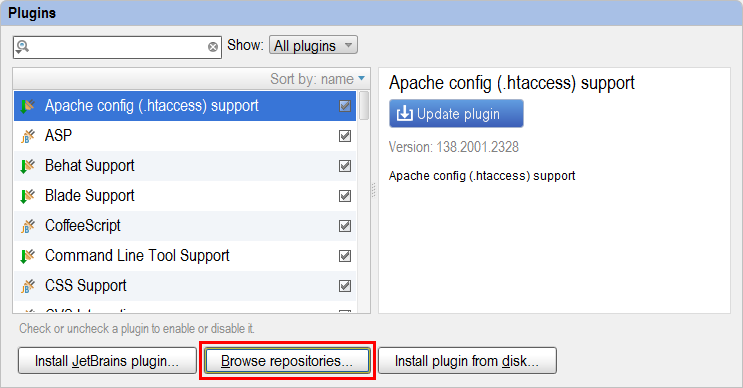 Plugins
Show: All plugins
Sort by: name
Apache config (.htaccess) support
ASP
Behat Support
Blade Support
CoffeeScript
Command Line Tool Support
CSS Support
Apache config (.htaccess) support
Update plugin
Version: 138.2001.2328
Apache config (.htaccess) support
Check or uncheck a plugin to enable or disable it.
Install JetBrains plugin... Browse repositories... Install plugin from disk...